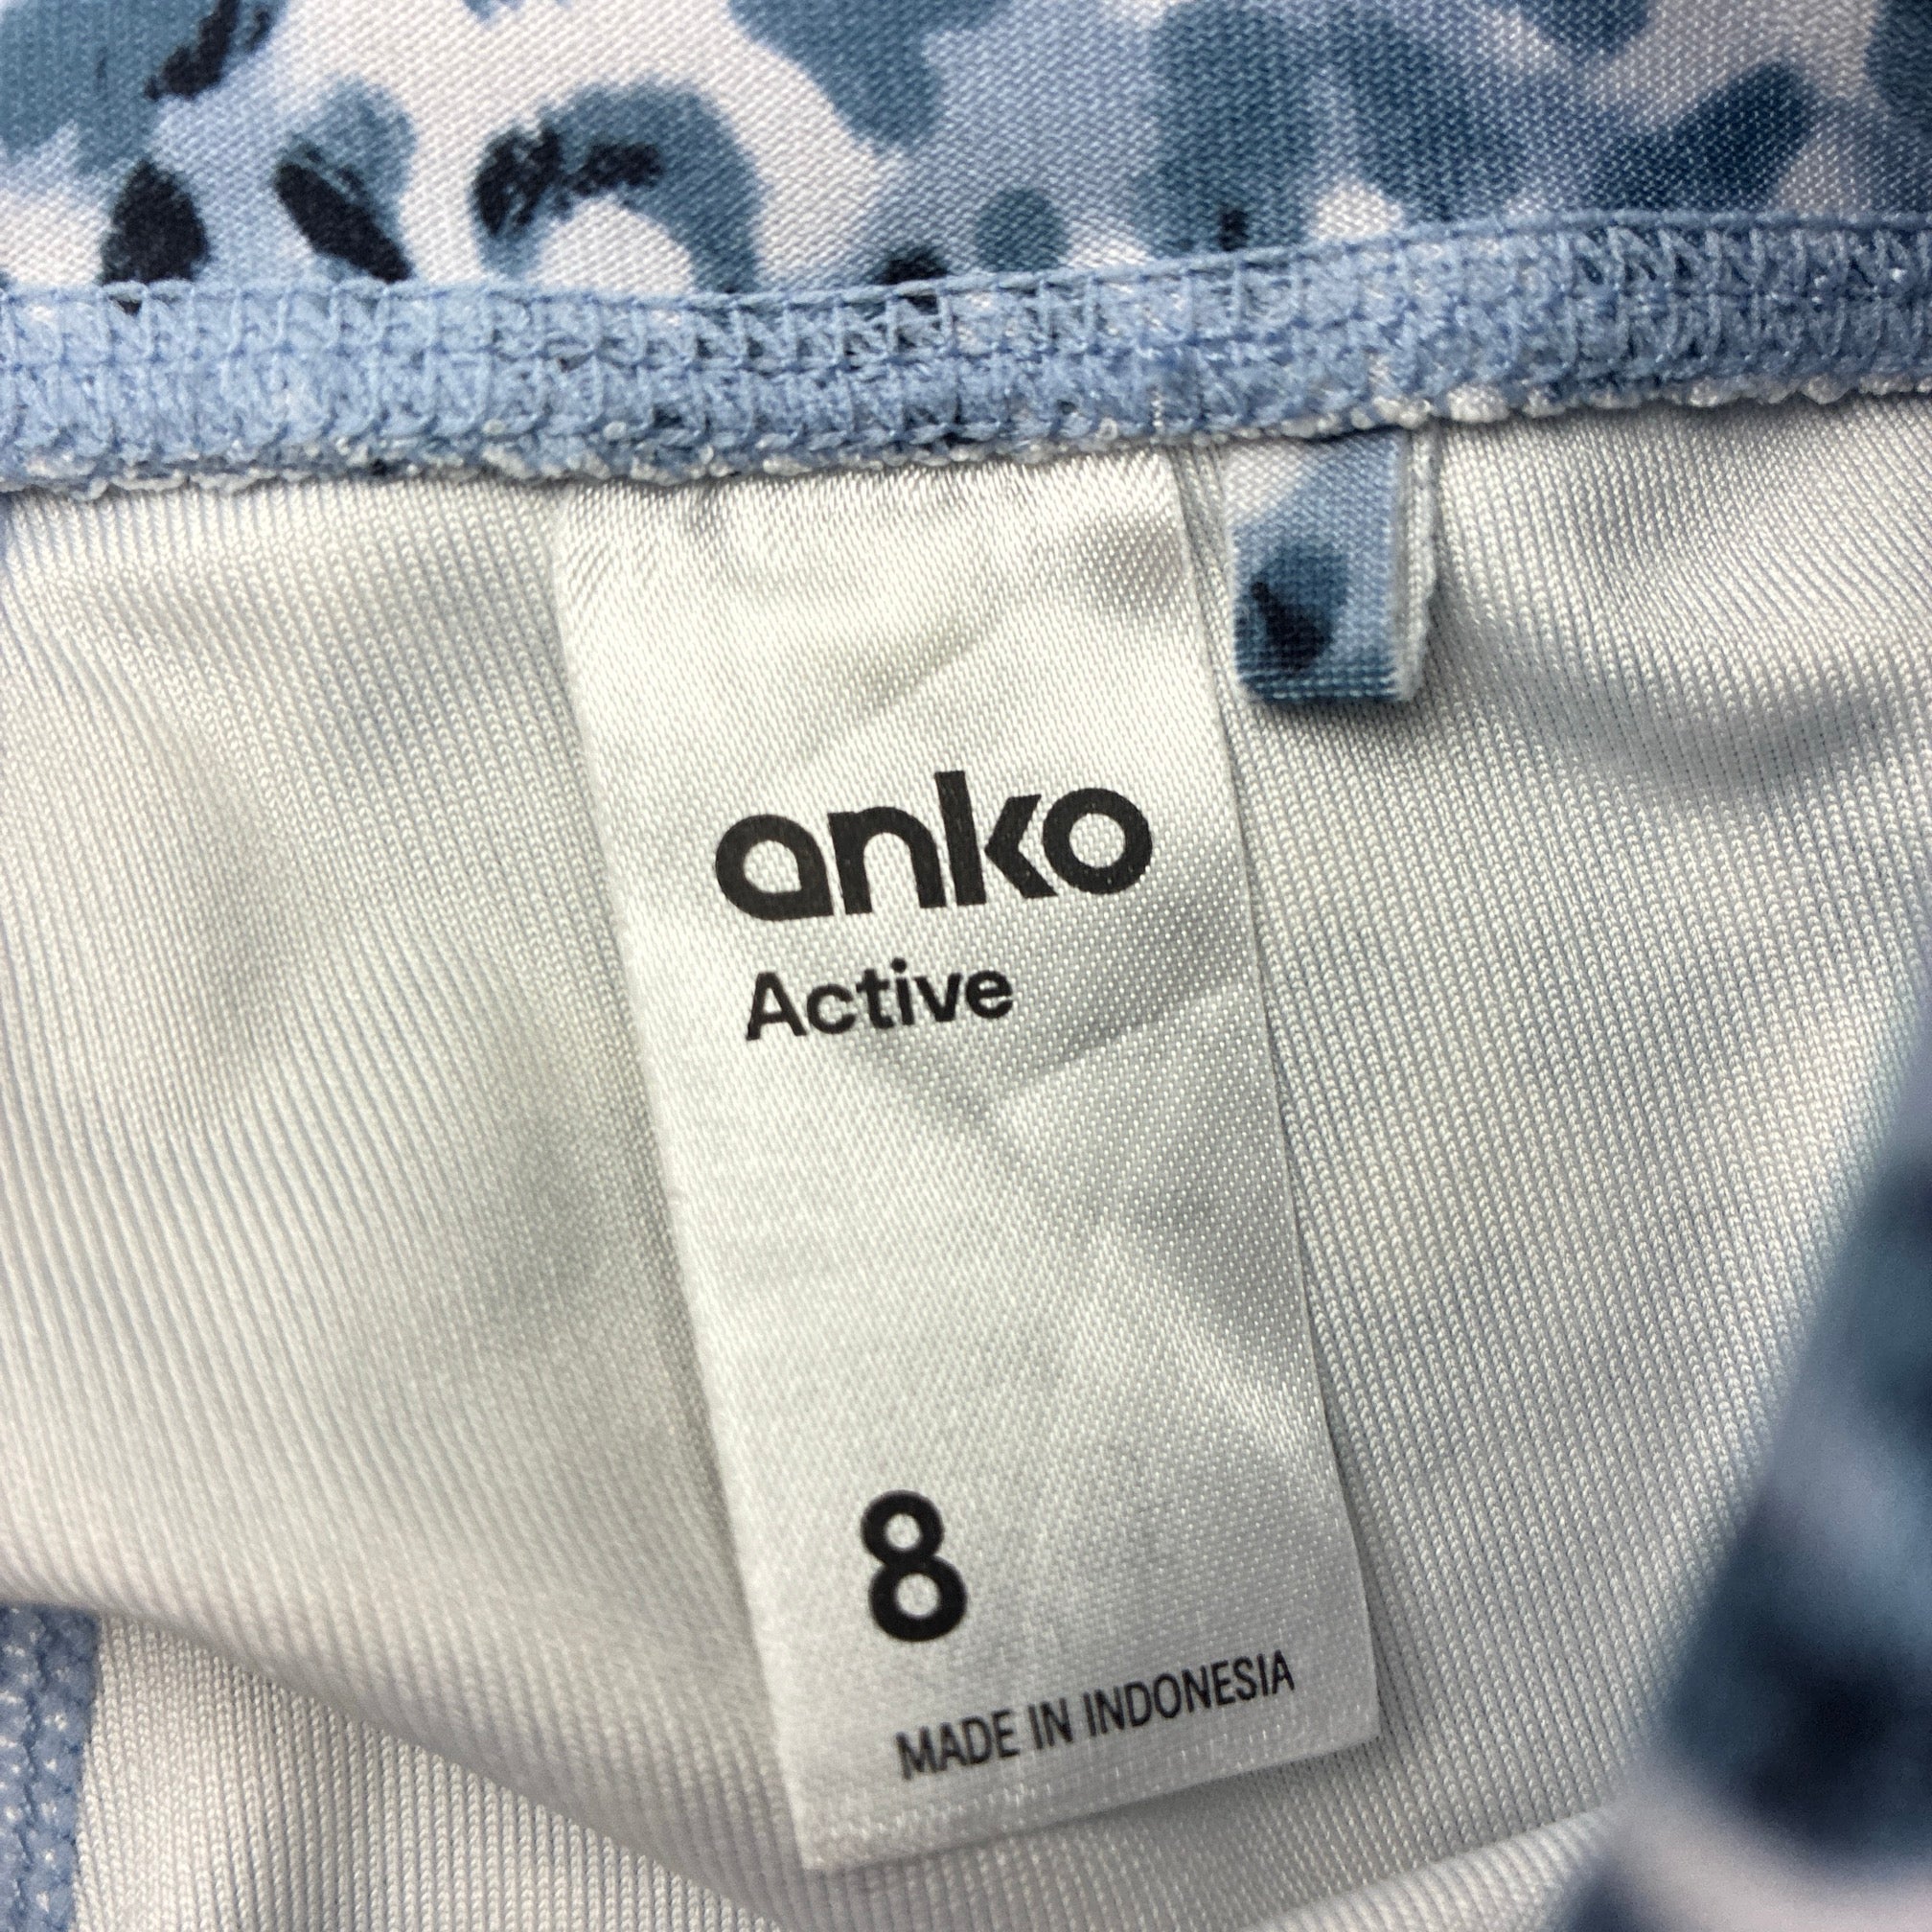 anko
Active
8
MADE IN INDONESIA